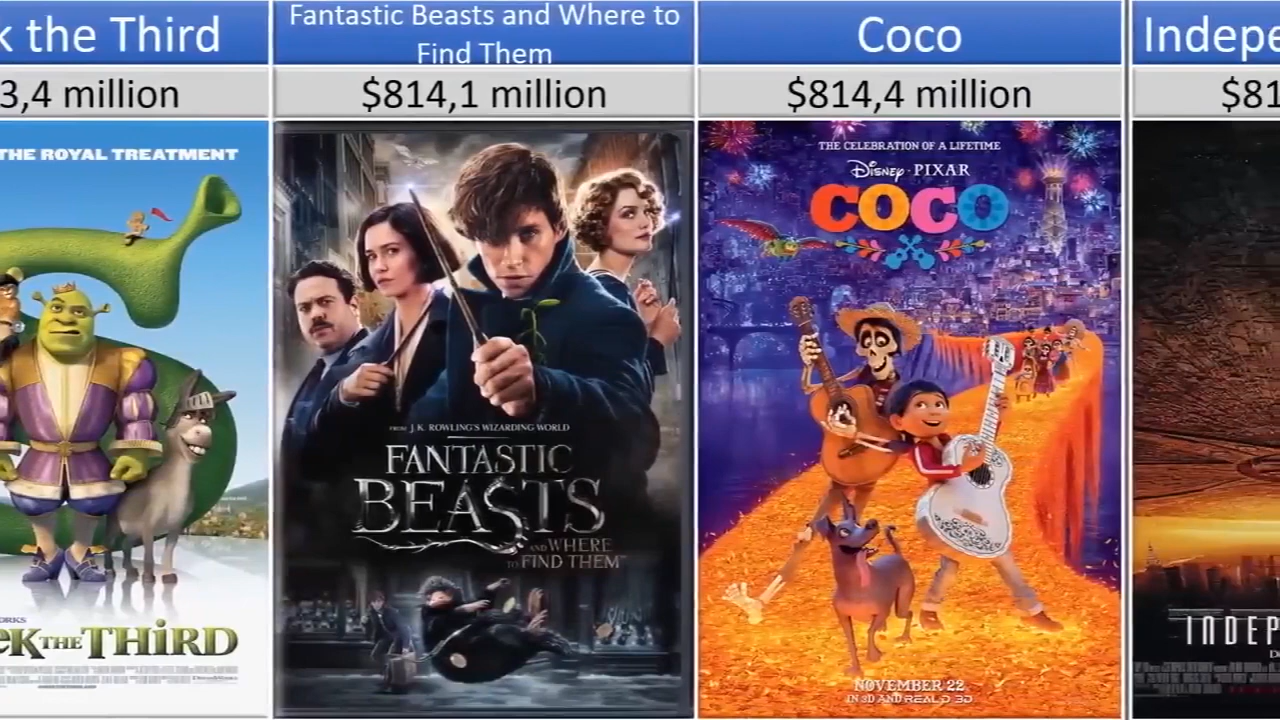 k the Third
3,4 million
THE ROYAL TREATMENT
ORKS
eK THE THiRD
Fantastic Beasts and Where to
Find Them
$814,1 million
FROM J.K. ROWLING'S WIZARDING WORLD
FANTASTIC
BEASTS
AND WHERE
TO FIND THEM
Coco
$814,4 million
THE CELEBRATION OF A LIFETIME
Disney · PIXAR
COCO
NOVEMBER 22
IN 3D AND REAL D 3D
Indepe
$81
INDEP